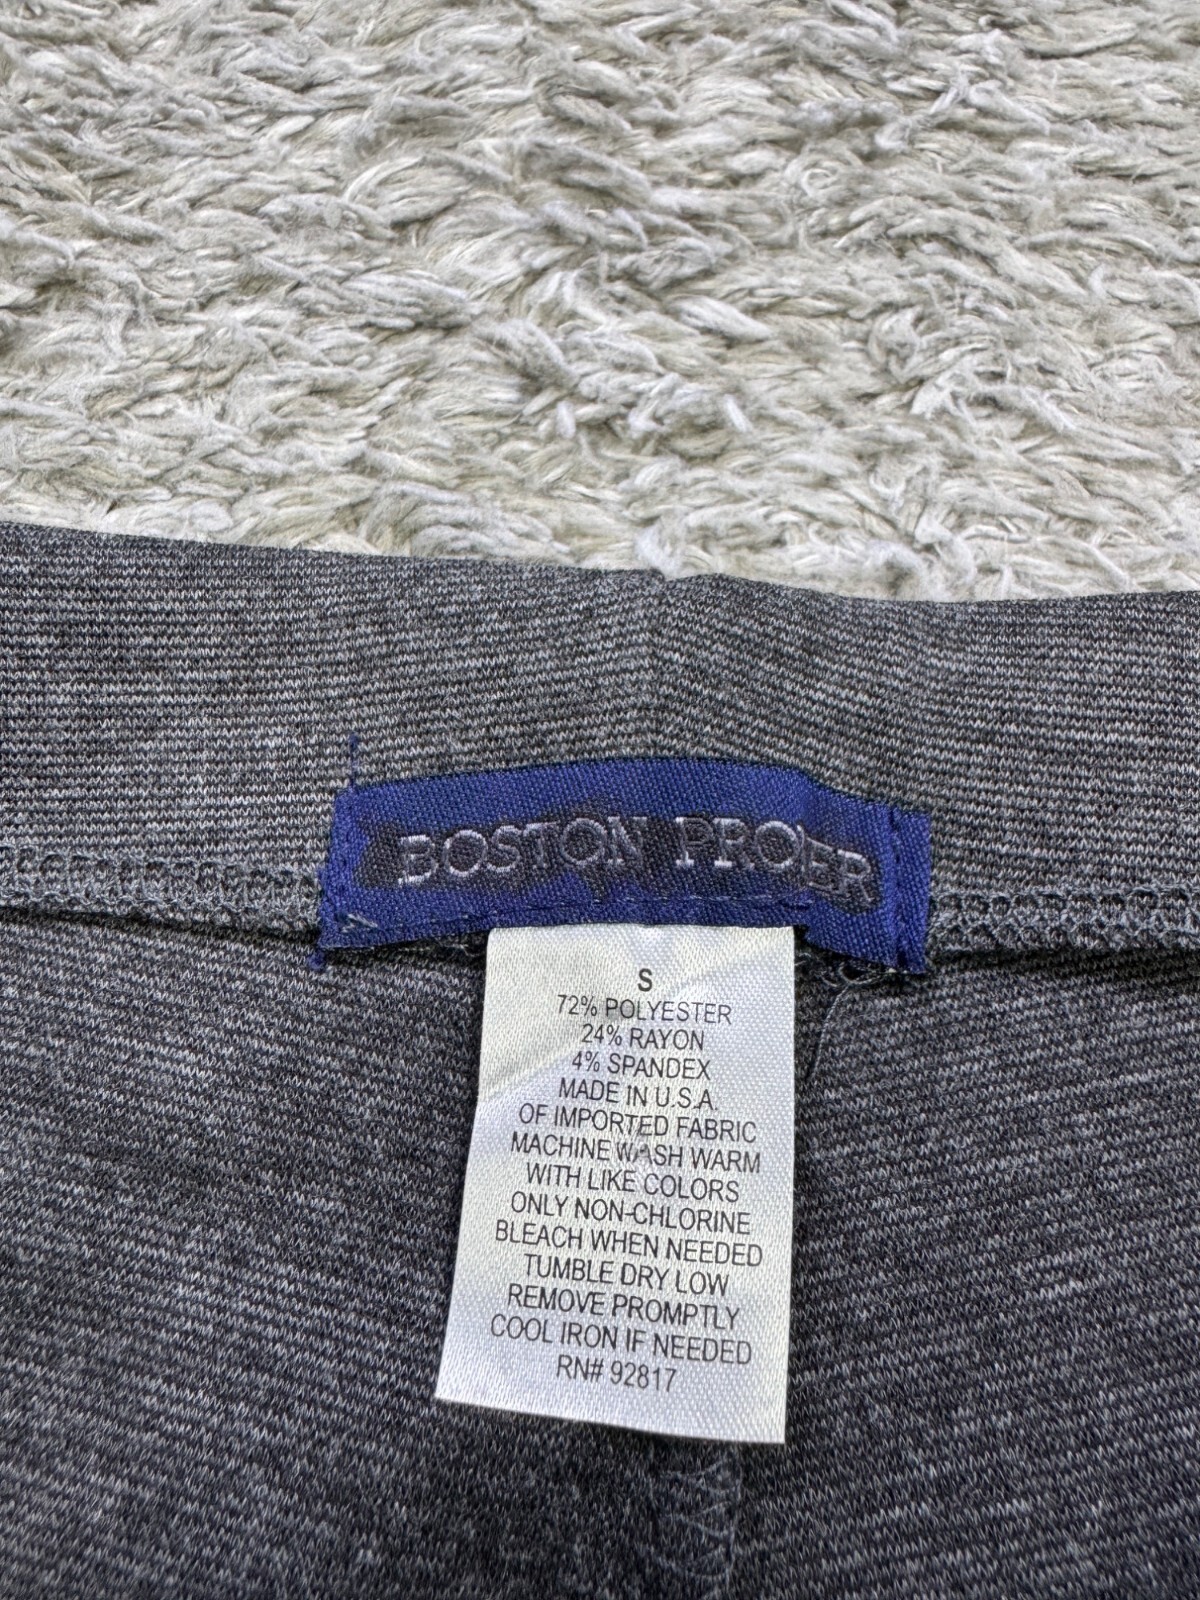 BOSTON PROPER
S
72% POLYESTER
24% RAYON
4% SPANDEX
MADE IN U.S.A.
OF IMPORTED FABRIC
MACHINE WASH WARM
WITH LIKE COLORS
ONLY NON-CHLORINE
BLEACH WHEN NEEDED
TUMBLE DRY LOW
REMOVE PROMPTLY
COOL IRON IF NEEDED
RN# 92817